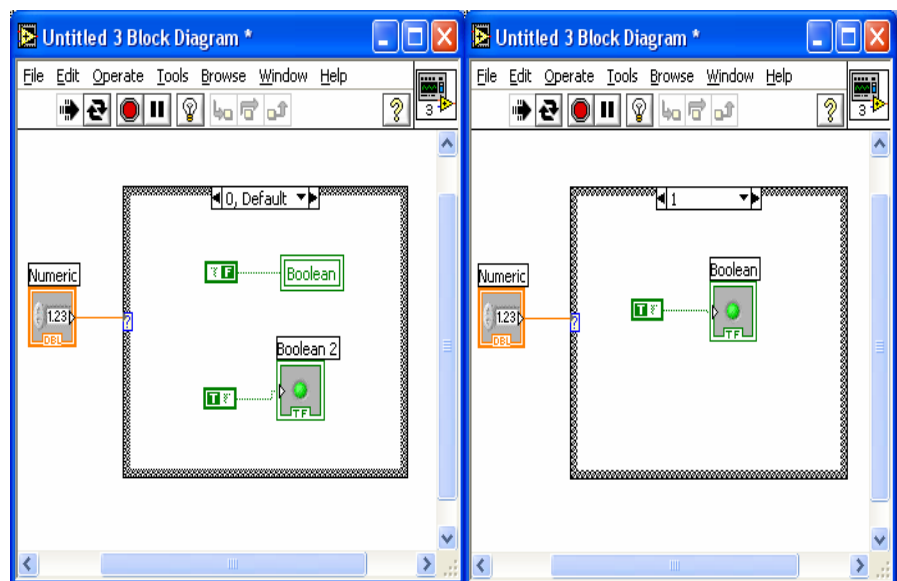 Untitled 3 Block Diagram *
File Edit Operate Tools Browse Window Help
? 3
0, Default
F
Boolean
Numeric
1.23
DBL
?
Boolean 2
T
TF
Untitled 3 Block Diagram *
File Edit Operate Tools Browse Window Help
? 3
1
Boolean
Numeric
T
1.23
TF
DBL
?